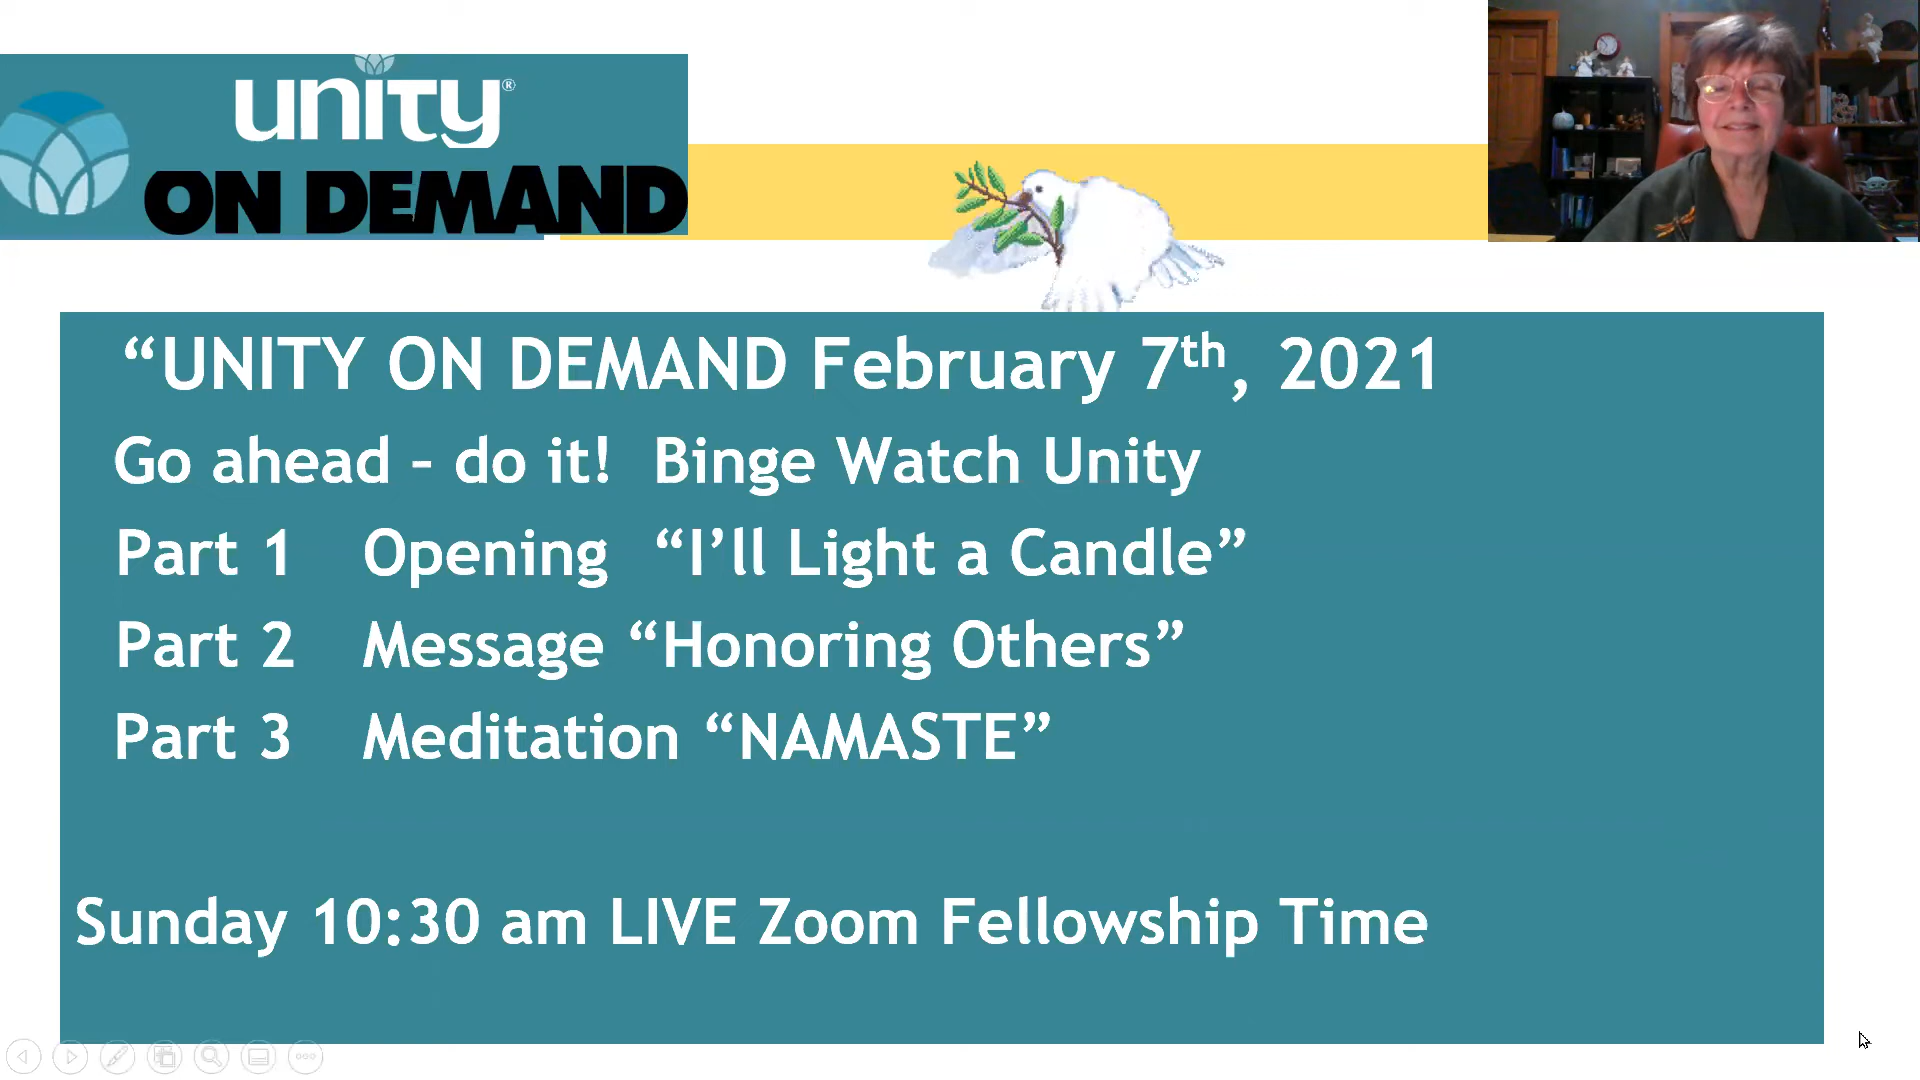 unity®
ON DEMAND
“UNITY ON DEMAND February 7th, 2021
Go ahead – do it! Binge Watch Unity
Part 1 Opening “I’ll Light a Candle”
Part 2 Message “Honoring Others”
Part 3 Meditation “NAMASTE”
Sunday 10:30 am LIVE Zoom Fellowship Time